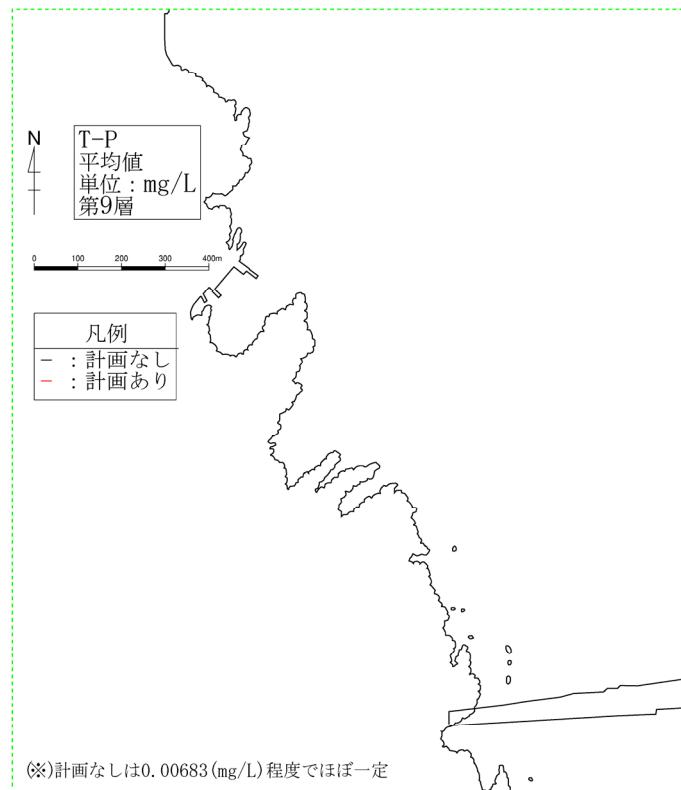 N
T-P
平均値
単位：mg/L
第9層
0 100 200 300 400m
凡例
－ ：計画なし
－ ：計画あり
(※)計画なしは0.00683(mg/L)程度でほぼ一定